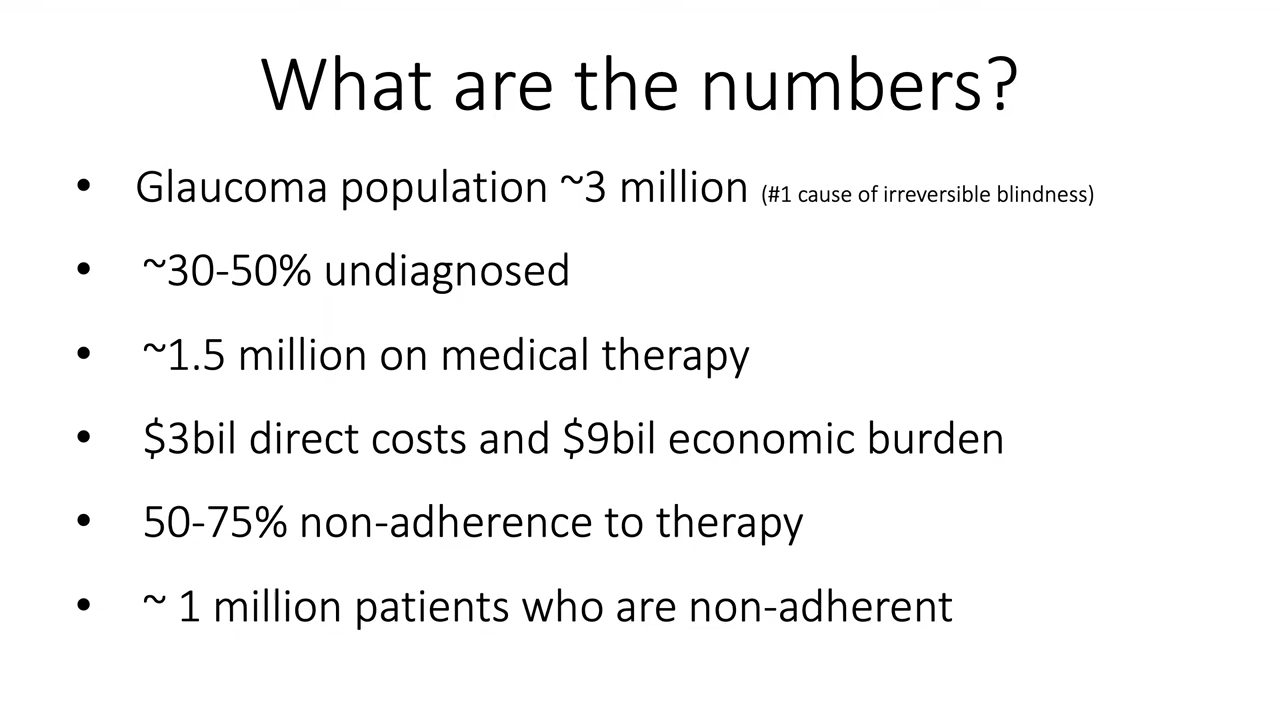 What are the numbers?
• Glaucoma population ~3 million (#1 cause of irreversible blindness)
• ~30-50% undiagnosed
• ~1.5 million on medical therapy
• $3bil direct costs and $9bil economic burden
• 50-75% non-adherence to therapy
• ~ 1 million patients who are non-adherent